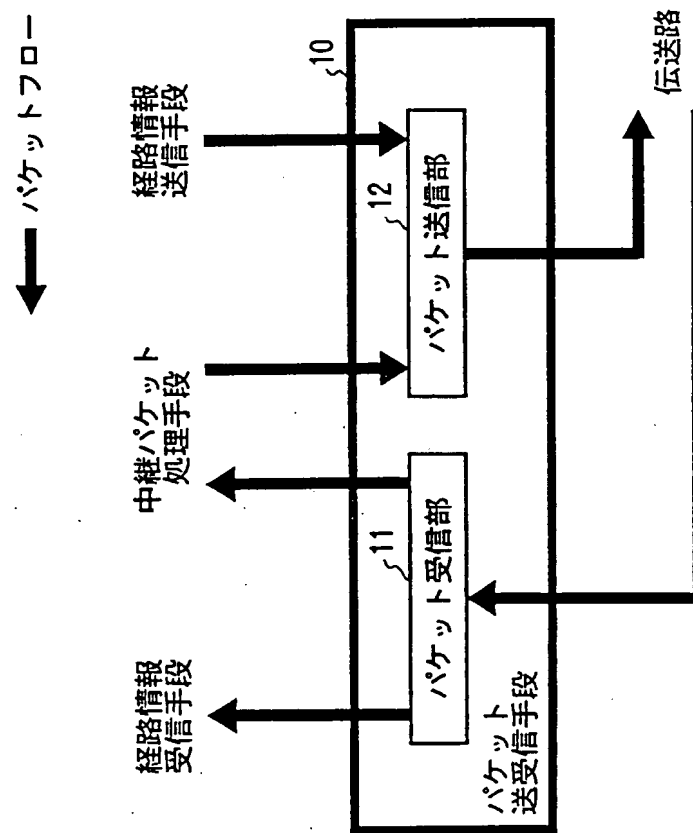 パケットフロー
経路情報
受信手段
中継パケット
処理手段
経路情報
送信手段
10
11
パケット受信部
12
パケット送信部
パケット
送受信手段
伝送路